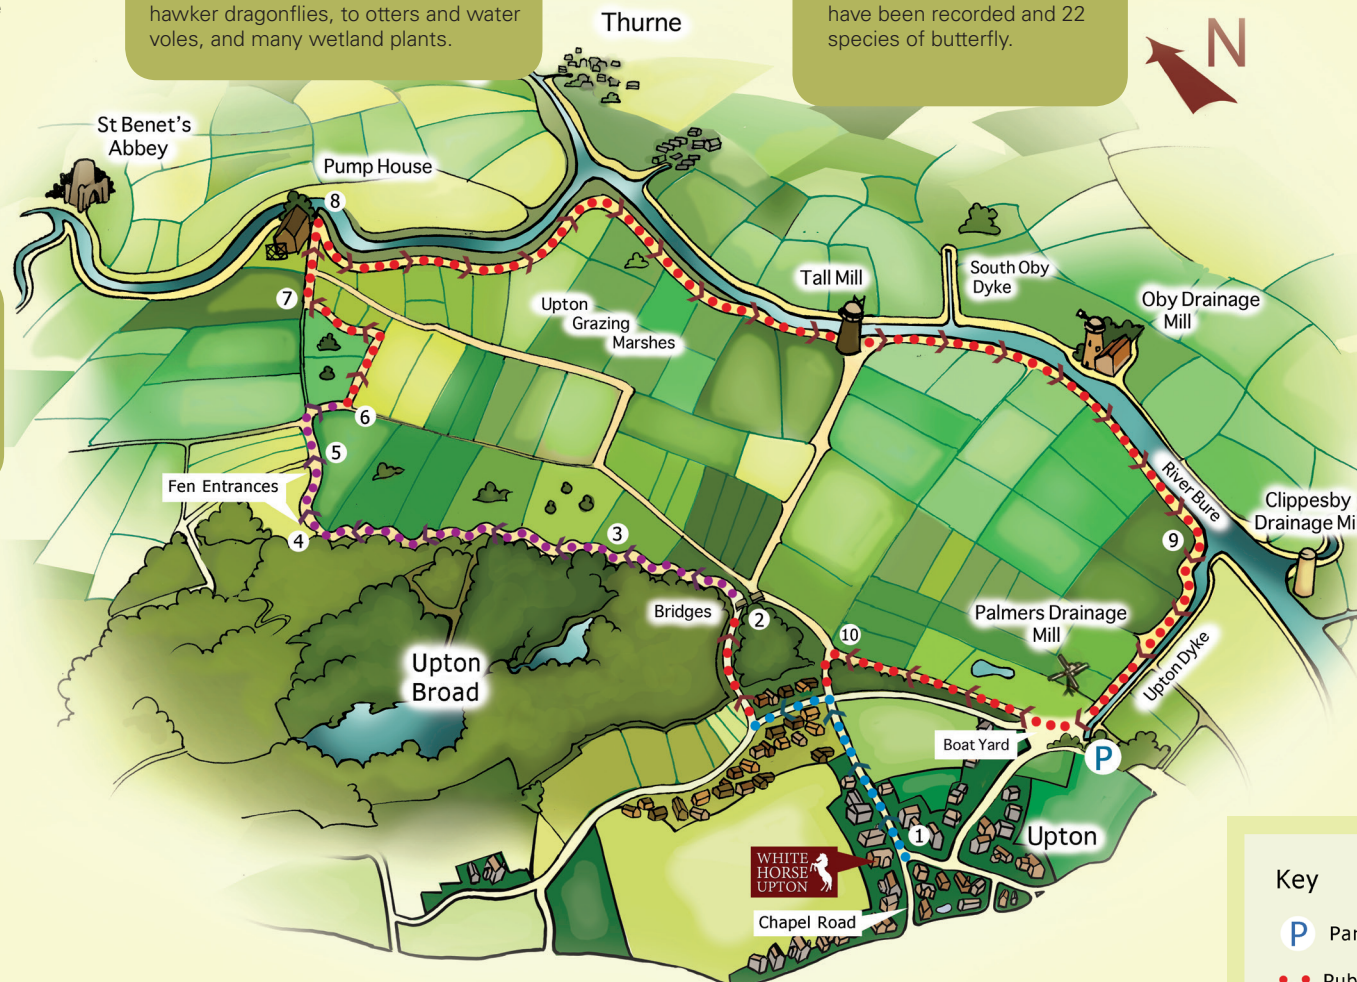 hawker dragonflies, to otters and water
voles, and many wetland plants.
have been recorded and 22
species of butterfly.
Thurne
N
St Benet's
Abbey
Pump House
8
7
Upton
Grazing
Marshes
Tall Mill
South Oby
Dyke
Oby Drainage
Mill
6
5
Fen Entrances
4
3
River Bure
Clippesby
Drainage Mi
9
Bridges
2
10
Palmers Drainage
Mill
Upton Dyke
Upton
Broad
Boat Yard
P
1
Upton
WHITE
HORSE
UPTON
Chapel Road
Key
P Par
Pub